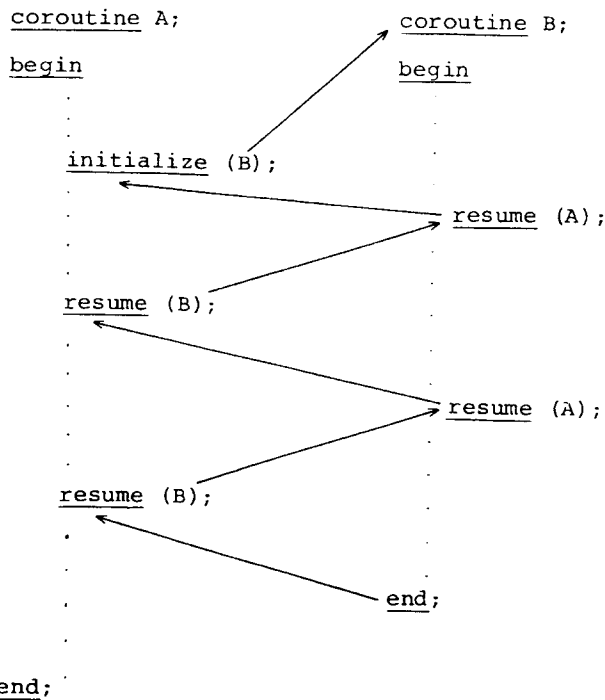 coroutine A;
begin
initialize (B);
resume (B);
resume (B);
end;
coroutine B;
begin
resume (A);
resume (A);
end;